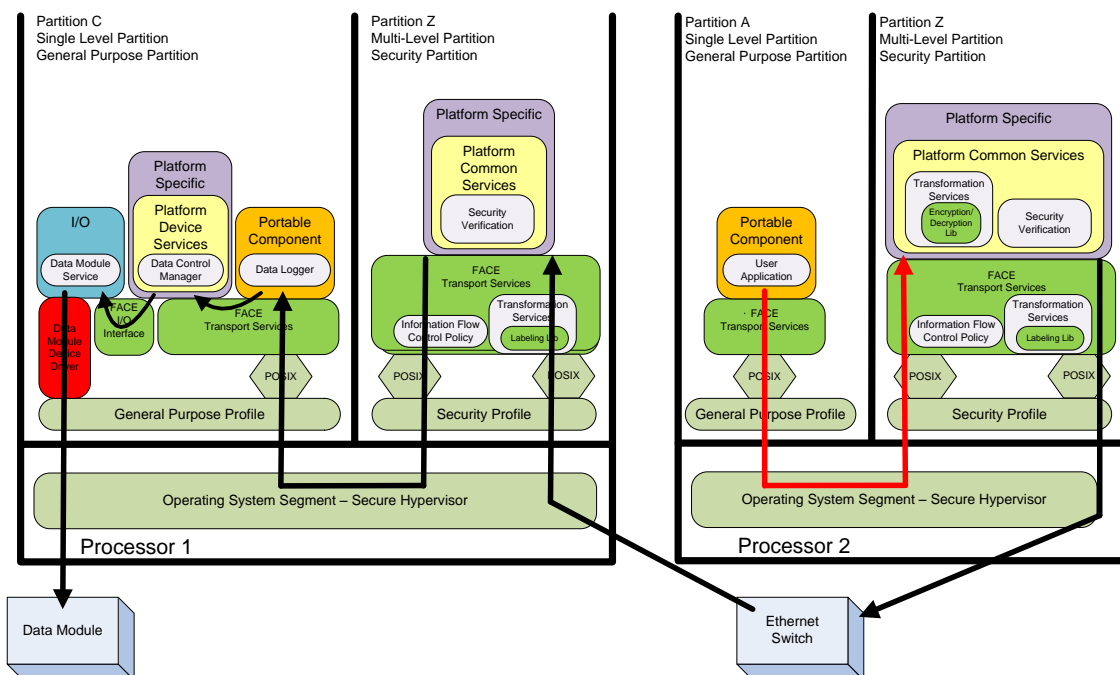 Partition C
Single Level Partition
General Purpose Partition
Partition Z
Multi-Level Partition
Security Partition
Partition A
Single Level Partition
General Purpose Partition
Partition Z
Multi-Level Partition
Security Partition
I/O
Data Module
Service
Platform
Specific
Platform
Device
Services
Data Control
Manager
Portable
Component
Data Logger
Data
Module
Device
Driver
FACE
I/O
Interface
FACE
Transport Services
POSIX
General Purpose Profile
Platform Specific
Platform
Common
Services
Security
Verification
FACE
Transport Services
Information Flow
Control Policy
Transformation
Services
Labeling Lib
POSIX
POSIX
Security Profile
Operating System Segment – Secure Hypervisor
Processor 1
Portable
Component
User
Application
FACE
Transport Services
POSIX
General Purpose Profile
Platform Specific
Platform Common Services
Transformation
Services
Encryption/
Decryption
Lib
Security
Verification
FACE
Transport Services
Information Flow
Control Policy
Transformation
Services
Labeling Lib
POSIX
POSIX
Security Profile
Operating System Segment – Secure Hypervisor
Processor 2
Data Module
Ethernet
Switch